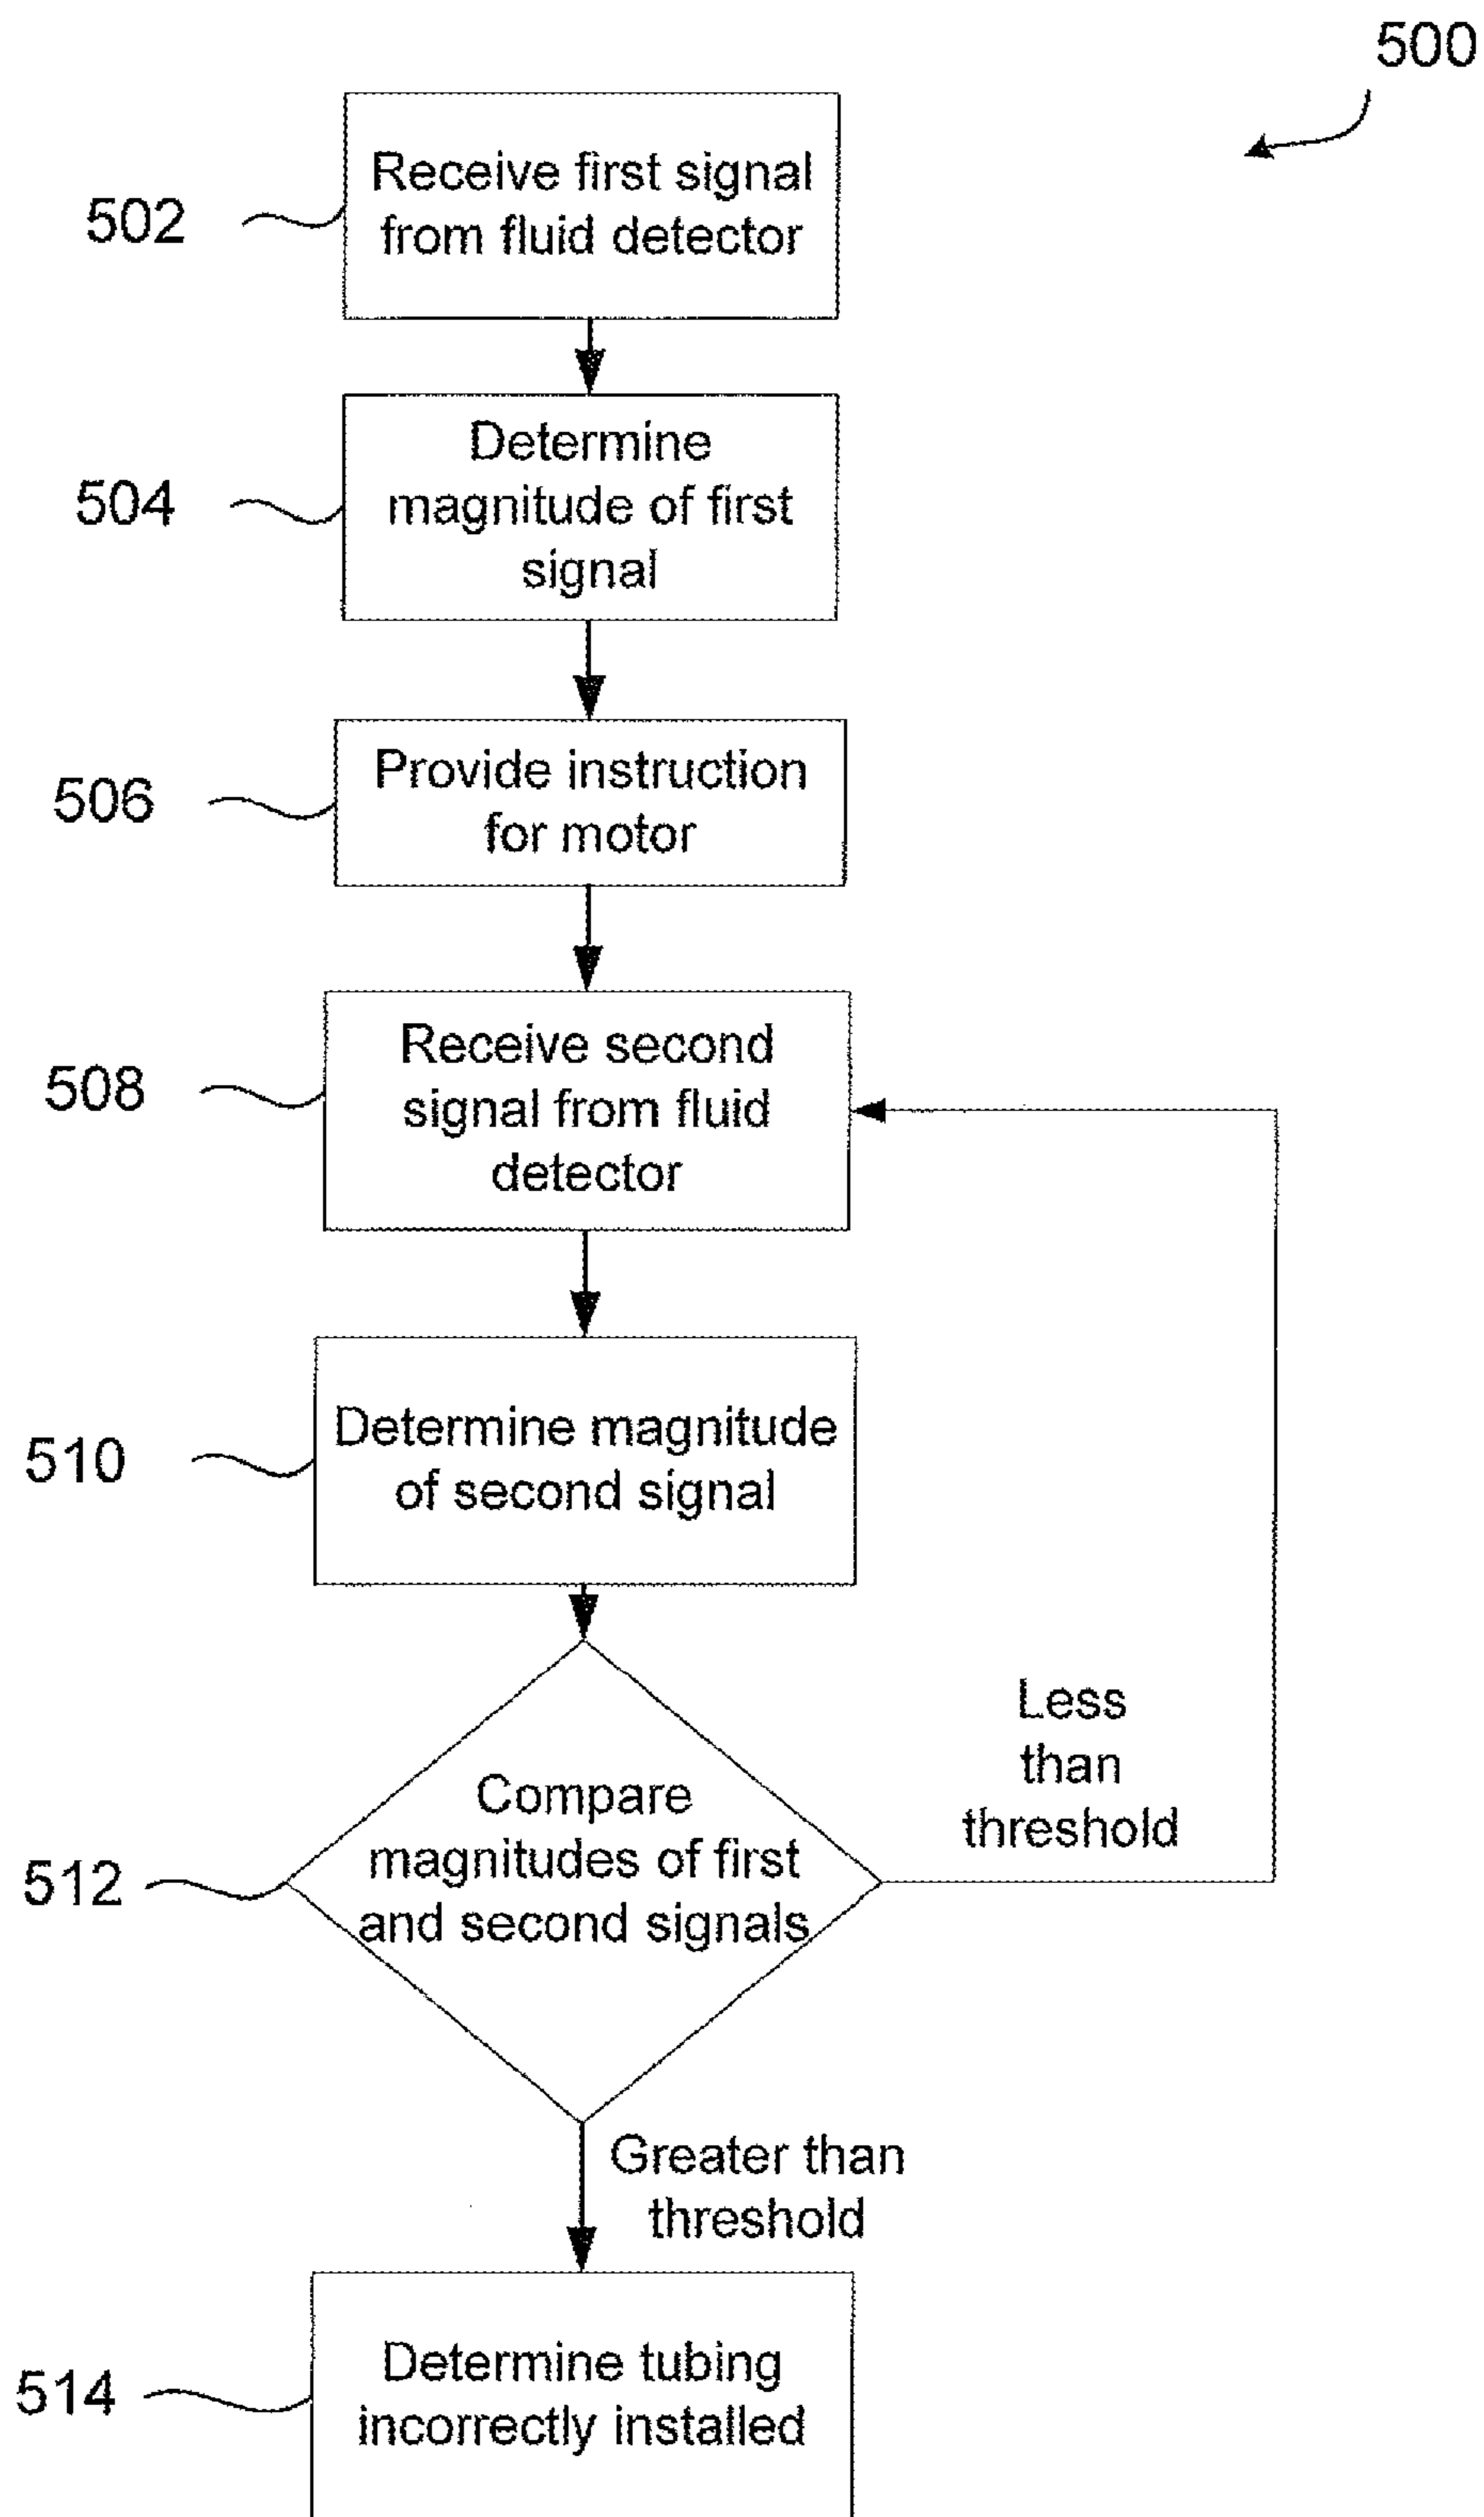 500
Receive first signal
from fluid detector
502
Determine
magnitude of first
signal
504
Provide instruction
for motor
506
Receive second
signal from fluid
detector
508
Determine magnitude
of second signal
510
Less
than
threshold
Compare
magnitudes of first
and second signals
512
Greater than
threshold
Determine tubing
incorrectly installed
514